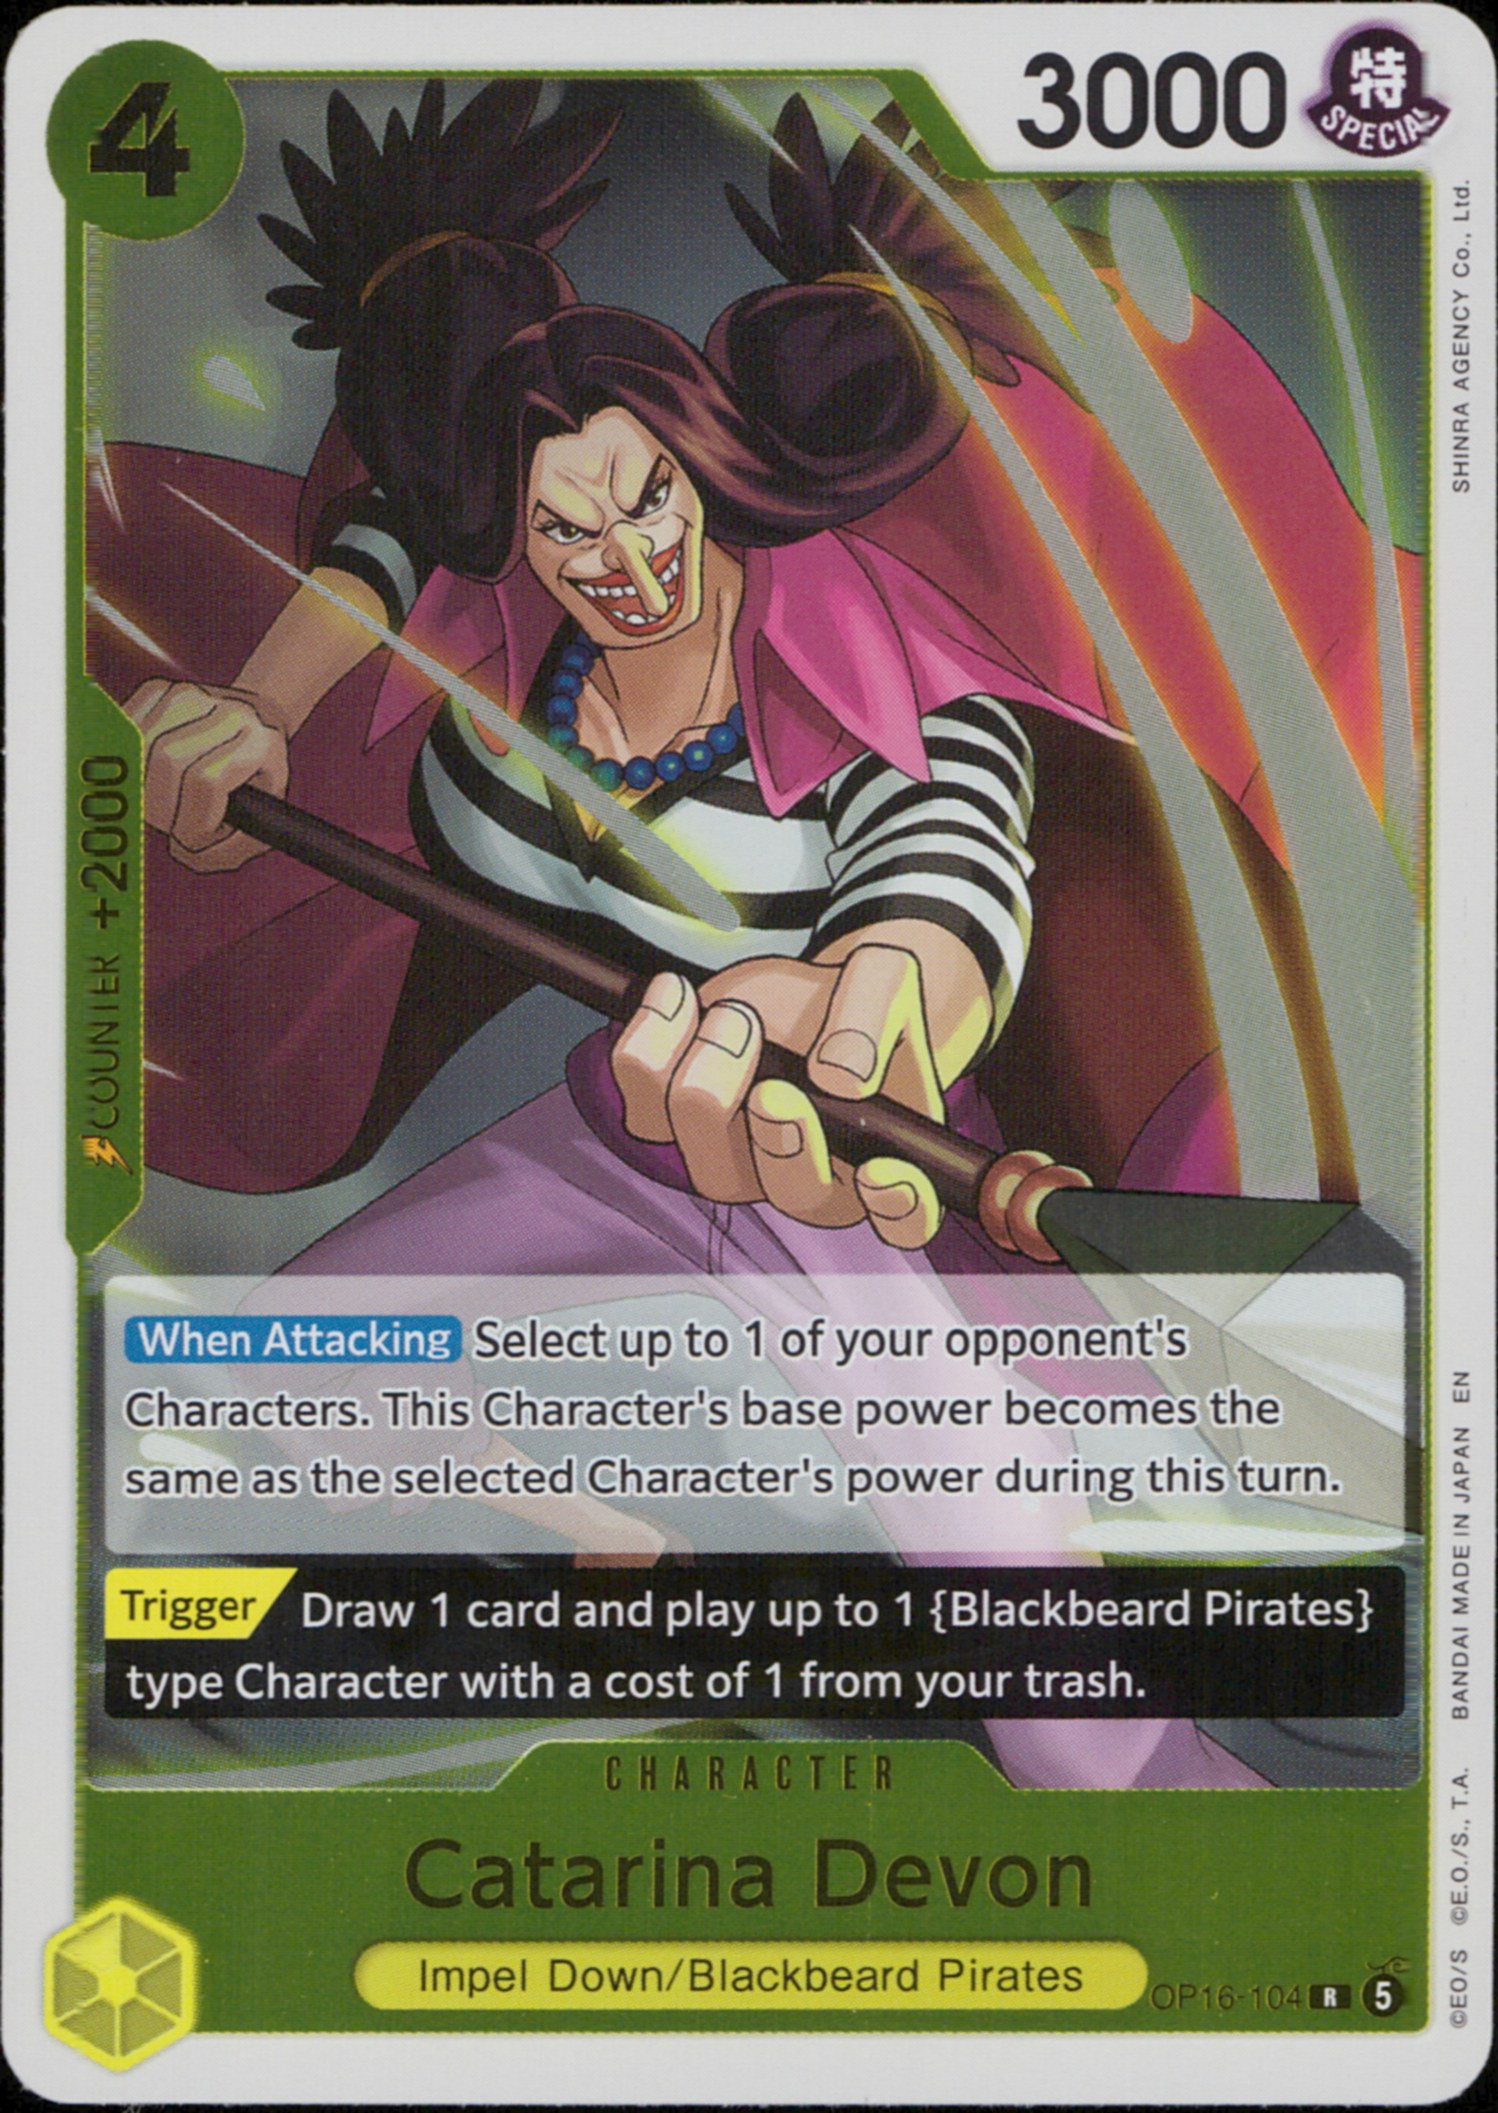 4
3000
特
SPECIAL
COUNTER +2000
When Attacking Select up to 1 of your opponent's
Characters. This Character's base power becomes the
same as the selected Character's power during this turn.
Trigger Draw 1 card and play up to 1 {Blackbeard Pirates}
type Character with a cost of 1 from your trash.
CHARACTER
Catarina Devon
Impel Down/Blackbeard Pirates
OP16-104 R 5
SHINRA AGENCY Co., Ltd.
©EO/S ©E.O./S., T.A. BANDAI MADE IN JAPAN EN